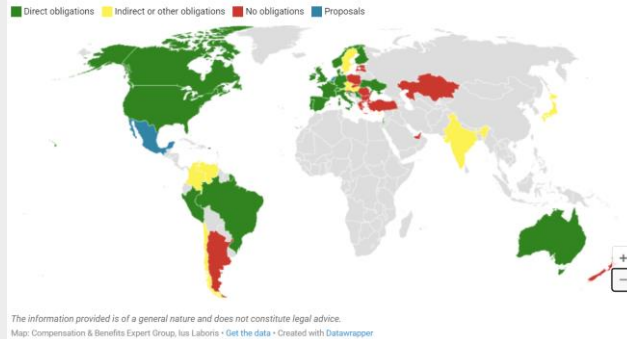 Direct obligations Indirect or other obligations No obligations Proposals
+
−
The information provided is of a general nature and does not constitute legal advice.
Map: Compensation & Benefits Expert Group, Ius Laboris • Get the data • Created with Datawrapper